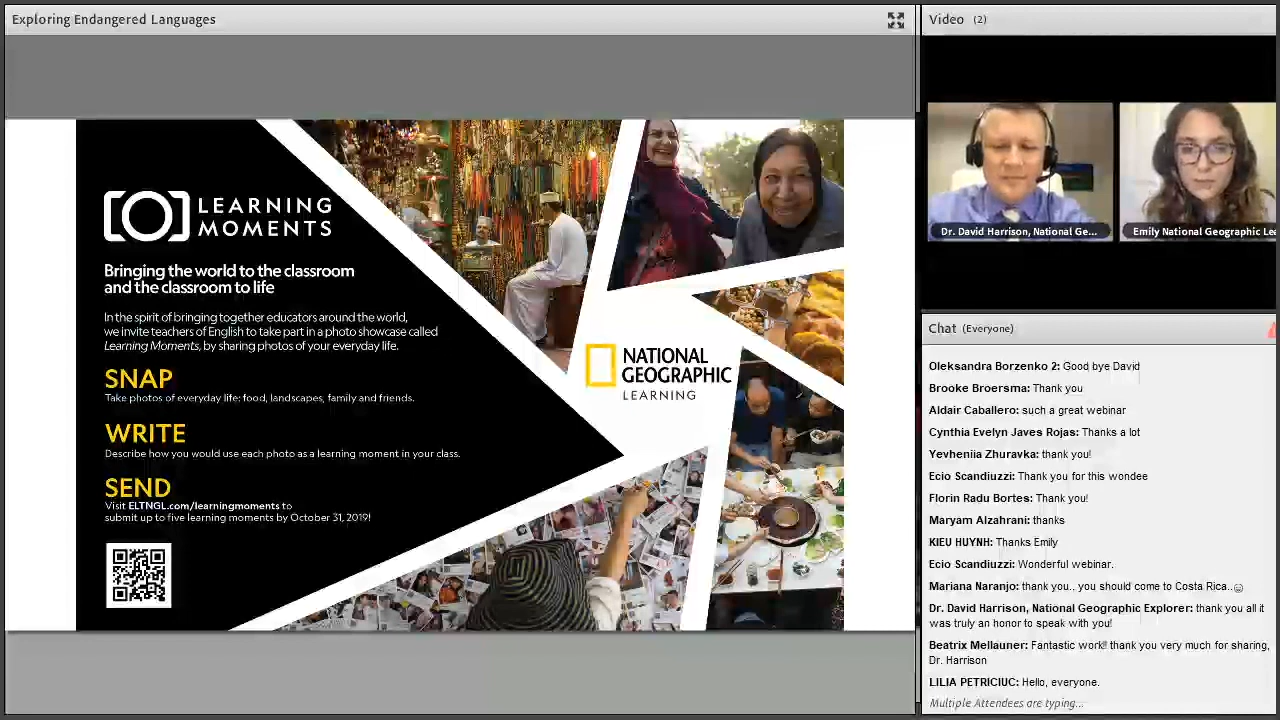 Exploring Endangered Languages
LEARNING
MOMENTS
Bringing the world to the classroom
and the classroom to life
In the spirit of bringing together educators around the world,
we invite teachers of English to take part in a photo showcase called
Learning Moments, by sharing photos of your everyday life.
SNAP
Take photos of everyday life: food, landscapes, family and friends.
WRITE
Describe how you would use each photo as a learning moment in your class.
SEND
Visit ELTNGL.com/learningmoments to
submit up to five learning moments by October 31, 2019!
NATIONAL
GEOGRAPHIC
LEARNING
Video (2)
Dr. David Harrison, National Ge...
Emily National Geographic Lea
Chat (Everyone)
Oleksandra Borzenko 2: Good bye David
Brooke Broersma: Thank you
Aldair Caballero: such a great webinar
Cynthia Evelyn Javes Rojas: Thanks a lot
Yevheniia Zhuravka: thank you!
Ecio Scandiuzzi: Thank you for this wondee
Florin Radu Bortes: Thank you!
Maryam Alzahrani: thanks
KIEU HUYNH: Thanks Emily
Ecio Scandiuzzi: Wonderful webinar.
Mariana Naranjo: thank you.. you should come to Costa Rica..☺
Dr. David Harrison, National Geographic Explorer: thank you all it
was truly an honor to speak with you!
Beatrix Mellauner: Fantastic work!! thank you very much for sharing,
Dr. Harrison
LILIA PETRICIUC: Hello, everyone.
Multiple Attendees are typing...